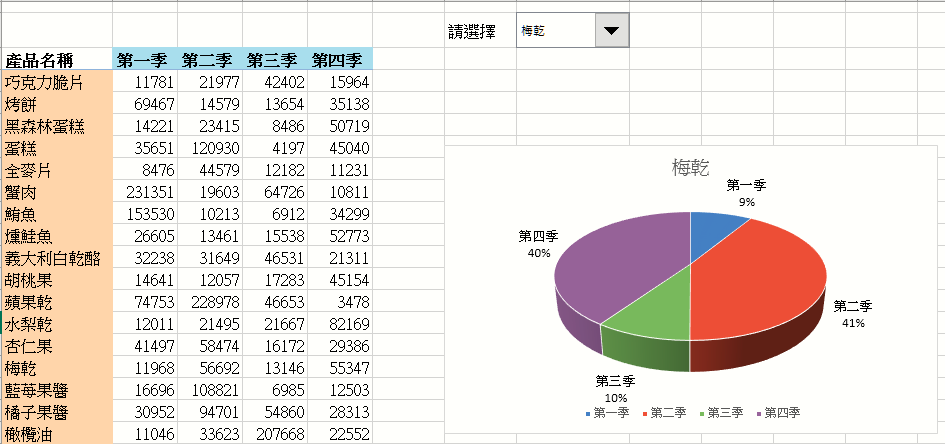 請選擇 梅乾
產品名稱 第一季 第二季 第三季 第四季
巧克力脆片 11781 21977 42402 15964
烤餅 69467 14579 13654 35138
黑森林蛋糕 14221 23415 8486 50719
蛋糕 35651 120930 4197 45040
全麥片 8476 44579 12182 11231
蟹肉 231351 19603 64726 10811
鮪魚 153530 10213 6912 34299
燻鮭魚 26605 13461 15538 52773
義大利白乾酪 32238 31649 46531 21311
胡桃果 14641 12057 17283 45154
蘋果乾 74753 228978 46653 3478
水梨乾 12011 21495 21667 82169
杏仁果 41497 58474 16172 29386
梅乾 11968 56692 13146 55347
藍莓果醬 16696 108821 6985 12503
橘子果醬 30952 94701 54860 28313
橄欖油 11046 33623 207668 22552
梅乾
第一季
9%
第四季
40%
第二季
41%
第三季
10%
第一季 第二季 第三季 第四季